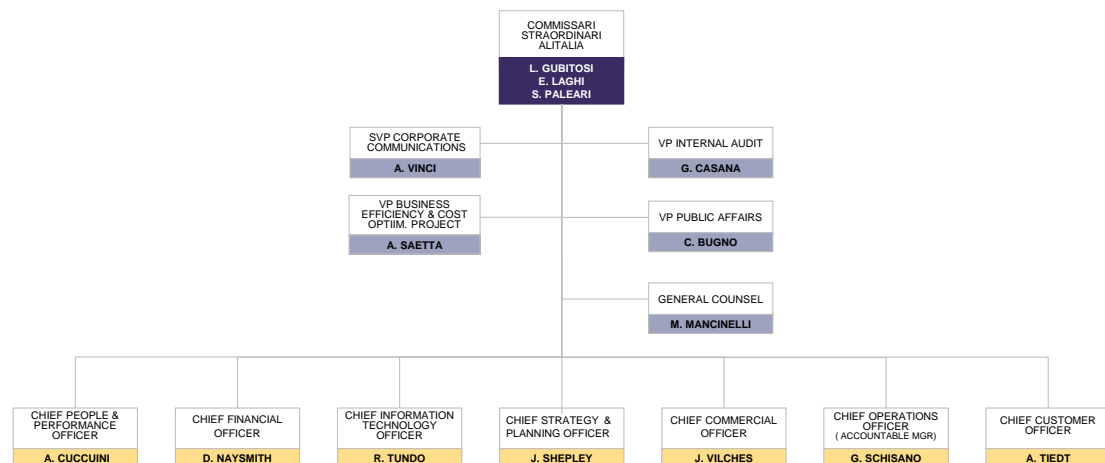 COMMISSARI
STRAORDINARI
ALITALIA
L. GUBITOSI
E. LAGHI
S. PALEARI
SVP CORPORATE
COMMUNICATIONS
A. VINCI
VP INTERNAL AUDIT
G. CASANA
VP BUSINESS
EFFICIENCY & COST
OPTIIM. PROJECT
A. SAETTA
VP PUBLIC AFFAIRS
C. BUGNO
GENERAL COUNSEL
M. MANCINELLI
CHIEF PEOPLE &
PERFORMANCE
OFFICER
A. CUCCUINI
CHIEF FINANCIAL
OFFICER
D. NAYSMITH
CHIEF INFORMATION
TECHNOLOGY
OFFICER
R. TUNDO
CHIEF STRATEGY &
PLANNING OFFICER
J. SHEPLEY
CHIEF COMMERCIAL
OFFICER
J. VILCHES
CHIEF OPERATIONS
OFFICER
( ACCOUNTABLE MGR)
G. SCHISANO
CHIEF CUSTOMER
OFFICER
A. TIEDT